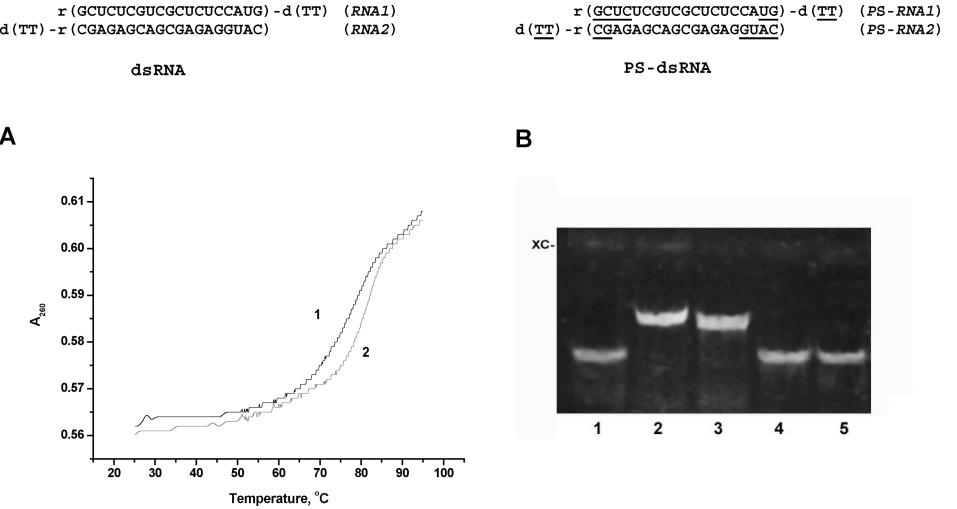 r(GCUCUCGUCGCUCUCCAUG)-d(TT) (RNA1)
d(TT)-r(CGAGAGCAGCGAGAGGUAC) (RNA2)
dsRNA
r(GCUCUCGUCGCUCUCCAUG)-d(TT) (PS-RNA1)
d(TT)-r(CGAGAGCAGCGAGAGGUAC) (PS-RNA2)
PS-dsRNA
A
0.61
0.60
0.59
0.58
0.57
0.56
A260
1
2
20 30 40 50 60 70 80 90 100
Temperature, °C
B
XC-
1 2 3 4 5